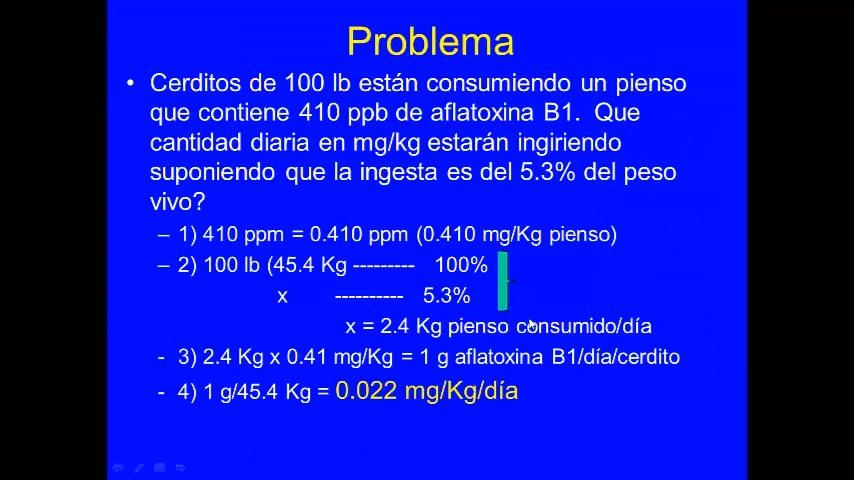 Problema
• Cerditos de 100 lb están consumiendo un pienso
que contiene 410 ppb de aflatoxina B1. Que
cantidad diaria en mg/kg estarán ingiriendo
suponiendo que la ingesta es del 5.3% del peso
vivo?
– 1) 410 ppm = 0.410 ppm (0.410 mg/Kg pienso)
– 2) 100 lb (45.4 Kg --------- 100%
x ---------- 5.3%
x = 2.4 Kg pienso consumido/día
- 3) 2.4 Kg x 0.41 mg/Kg = 1 g aflatoxina B1/día/cerdito
- 4) 1 g/45.4 Kg = 0.022 mg/Kg/día